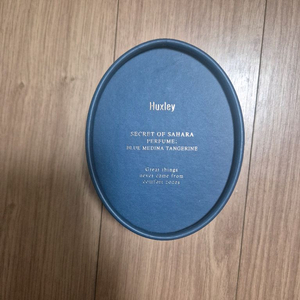 Huxley
SECRET OF SAHARA
PERFUME;
BLUE MEDINA TANGERINE
Great things
never came from
comfort zones